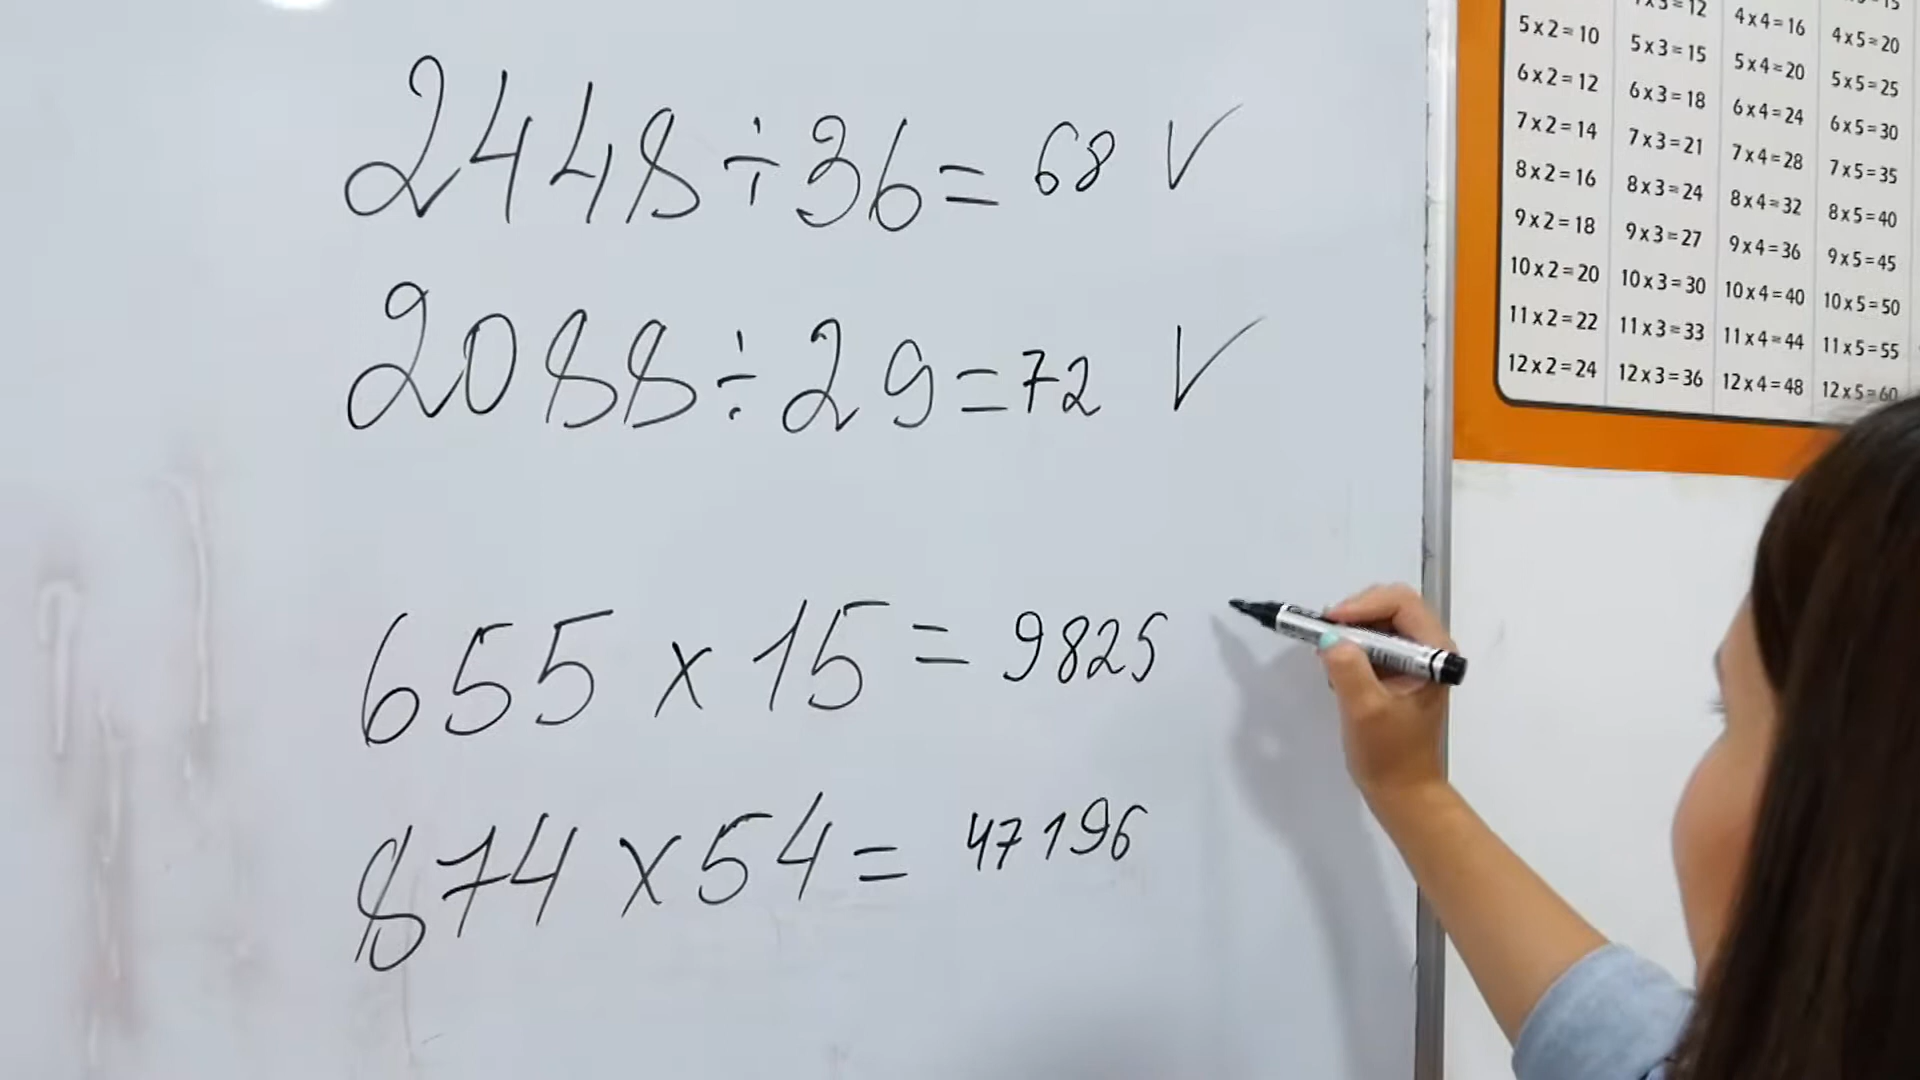 2448÷36=68 √
2088÷29=72 √
655 x 15 = 9825
874 x 54 = 47196
5 x 2 = 10
6 x 2 = 12
7 x 2 = 14
8 x 2 = 16
9 x 2 = 18
10 x 2 = 20
11 x 2 = 22
12 x 2 = 24
5 x 3 = 15
6 x 3 = 18
7 x 3 = 21
8 x 3 = 24
9 x 3 = 27
10 x 3 = 30
11 x 3 = 33
12 x 3 = 36
4 x 4 = 16
5 x 4 = 20
6 x 4 = 24
7 x 4 = 28
8 x 4 = 32
9 x 4 = 36
10 x 4 = 40
11 x 4 = 44
12 x 4 = 48
4 x 5 = 20
5 x 5 = 25
6 x 5 = 30
7 x 5 = 35
8 x 5 = 40
9 x 5 = 45
10 x 5 = 50
11 x 5 = 55
12 x 5 = 60